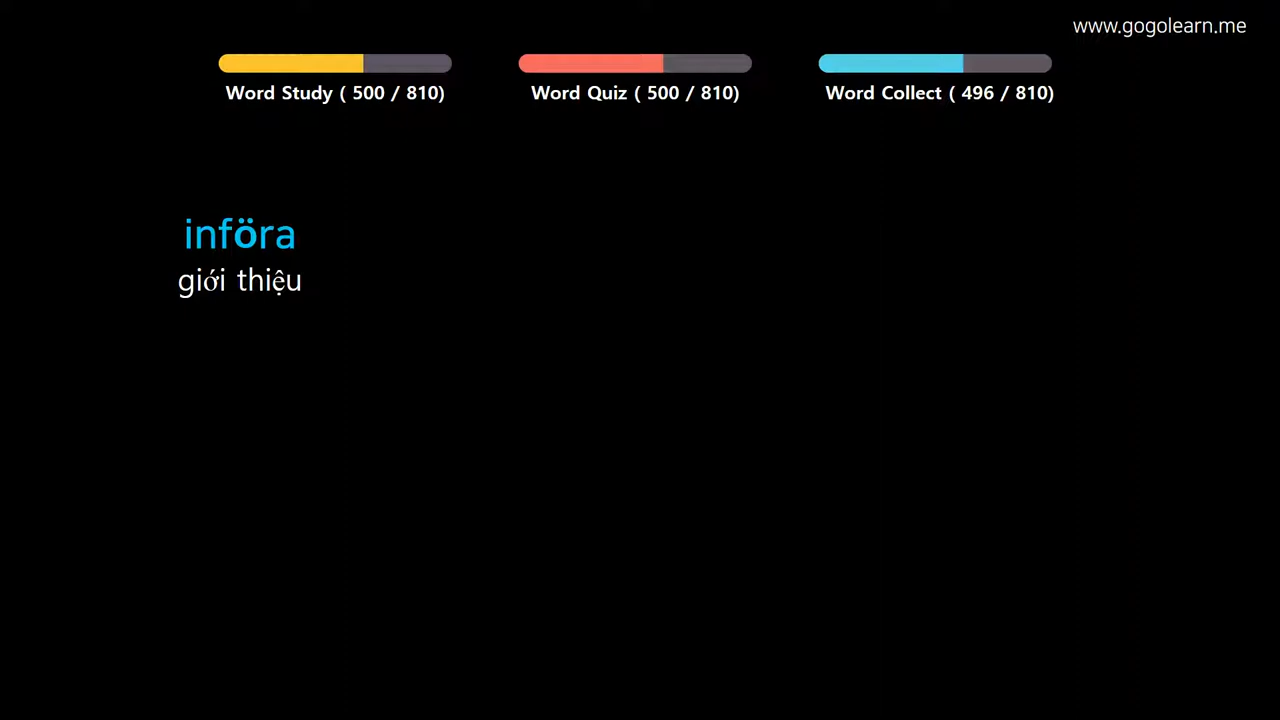 www.gogolearn.me
Word Study ( 500 / 810)
Word Quiz ( 500 / 810)
Word Collect ( 496 / 810)
införa
giới thiệu